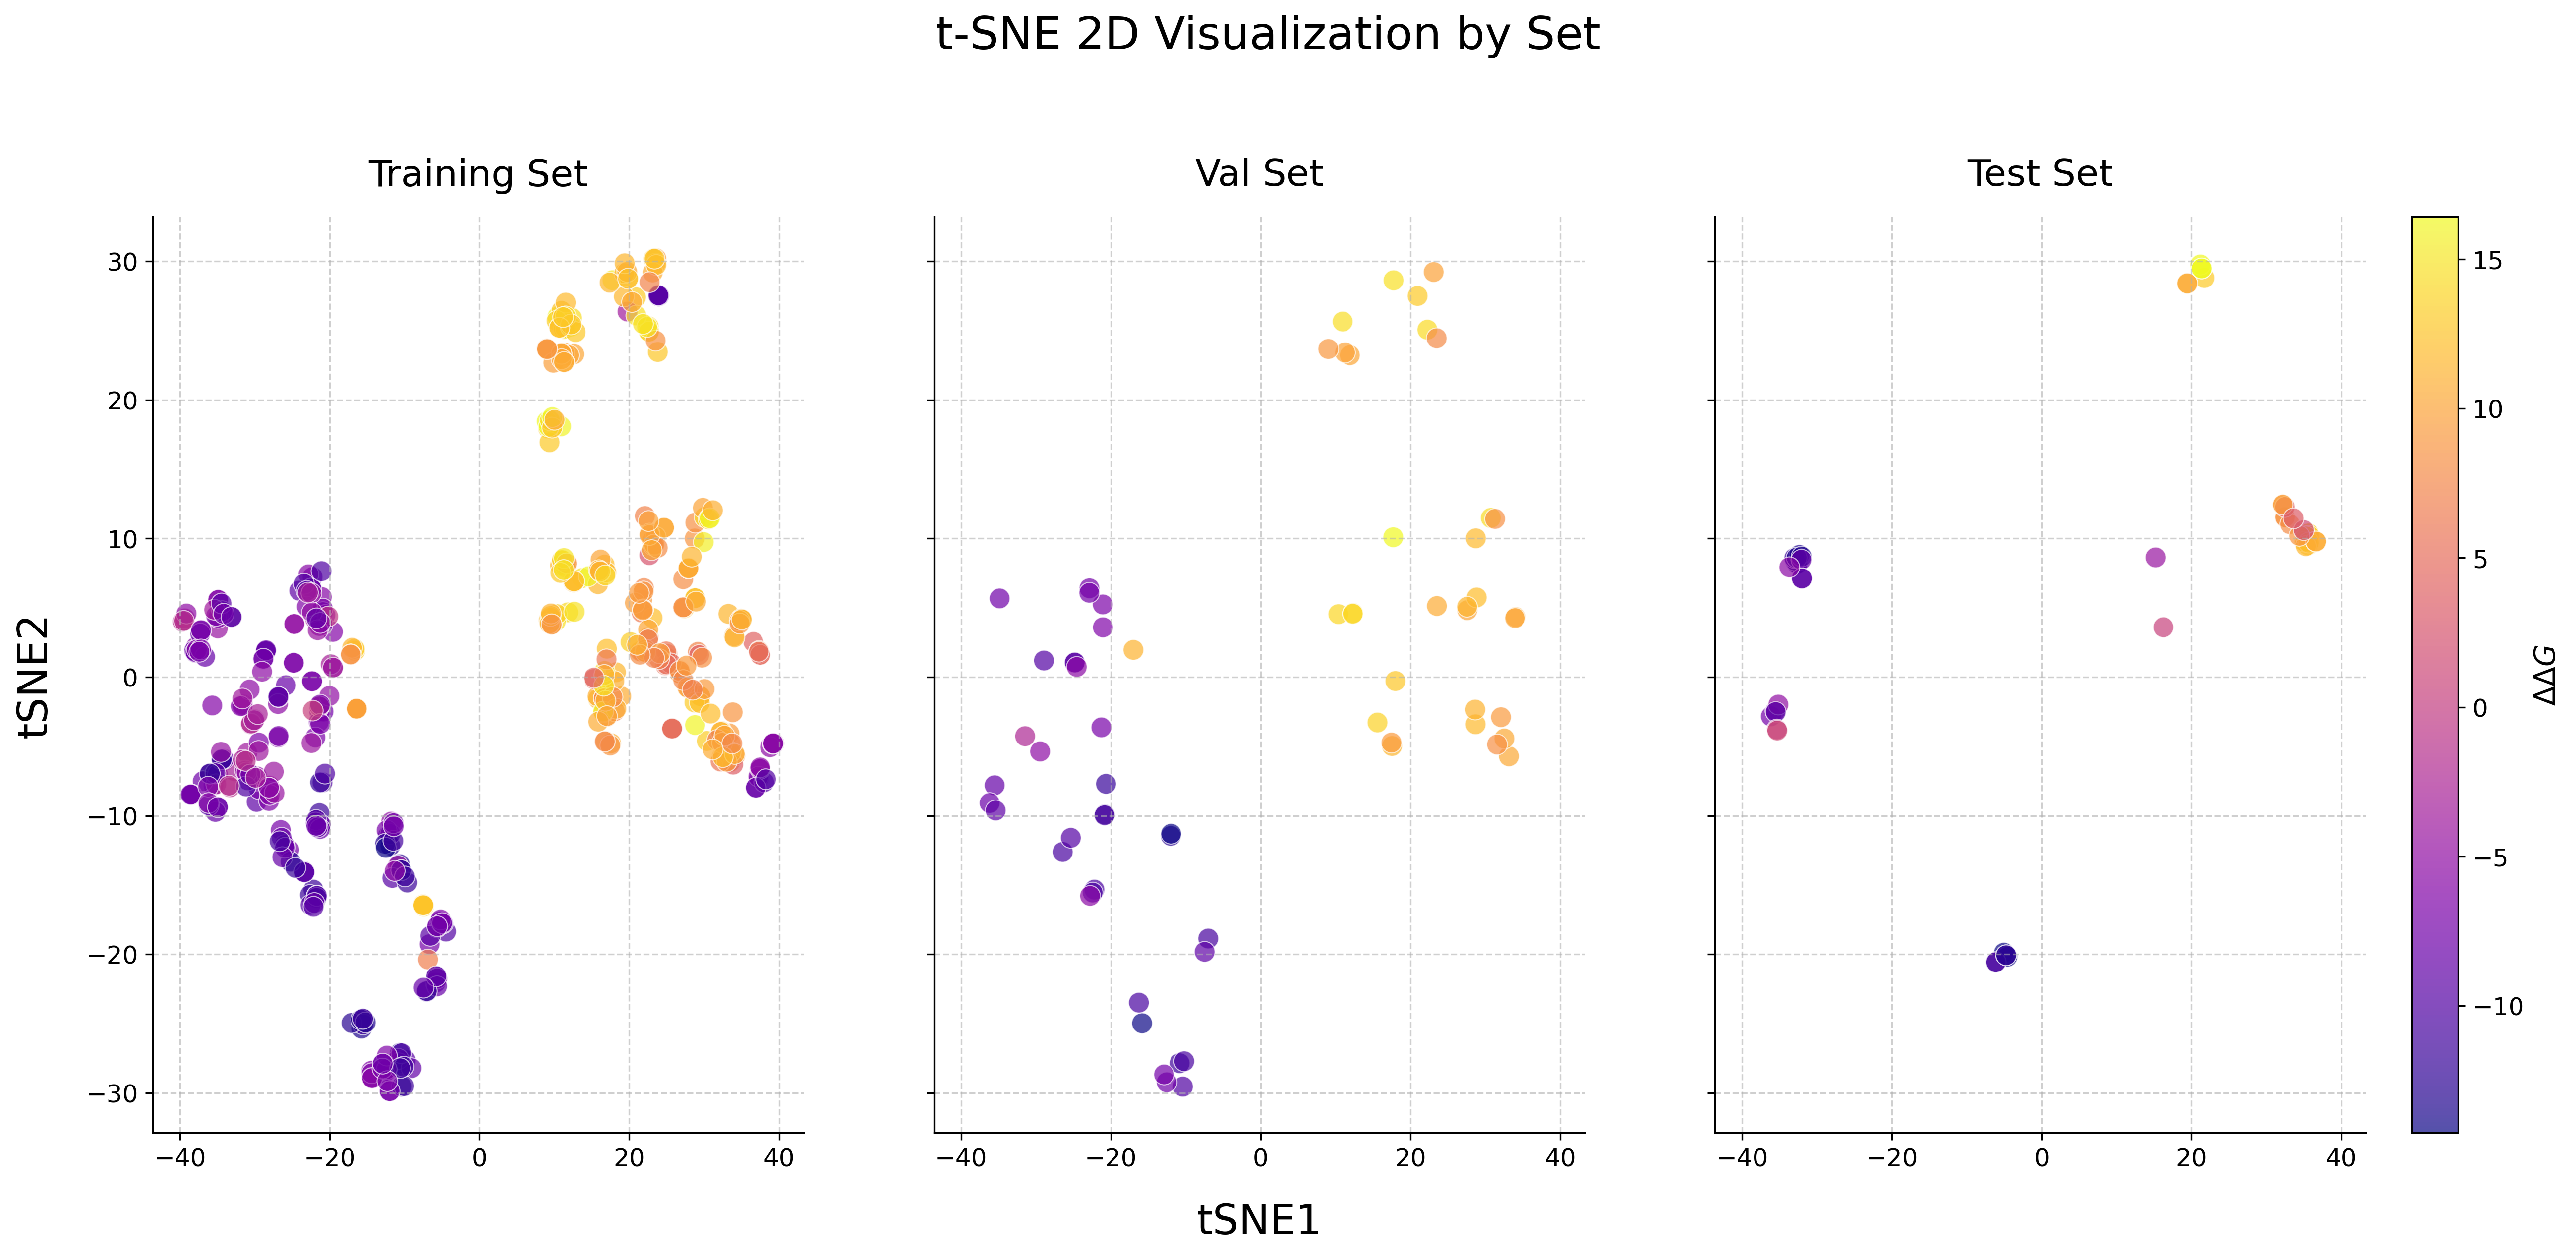 t-SNE 2D Visualization by Set
Training Set
Val Set
Test Set
tSNE2
30
20
10
0
−10
−20
−30
−40 −20 0 20 40
−40 −20 0 20 40
−40 −20 0 20 40
tSNE1
15
10
5
0
−5
−10
ΔΔG